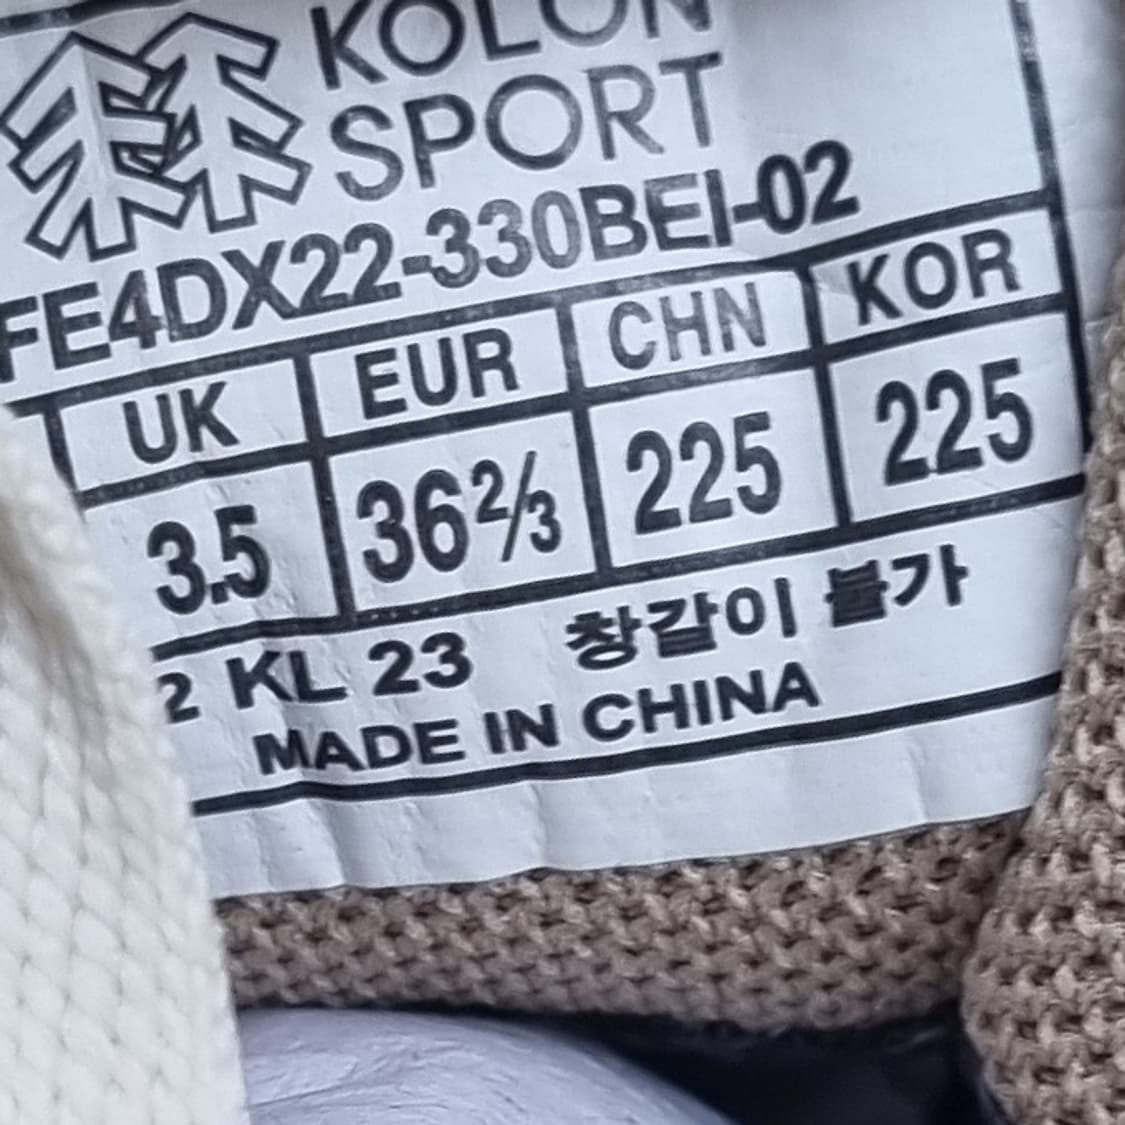 KOLON
SPORT
FE4DX22-330BEI-02
UK EUR CHN KOR
3.5 36⅔ 225 225
2 KL 23 창갈이 불가
MADE IN CHINA